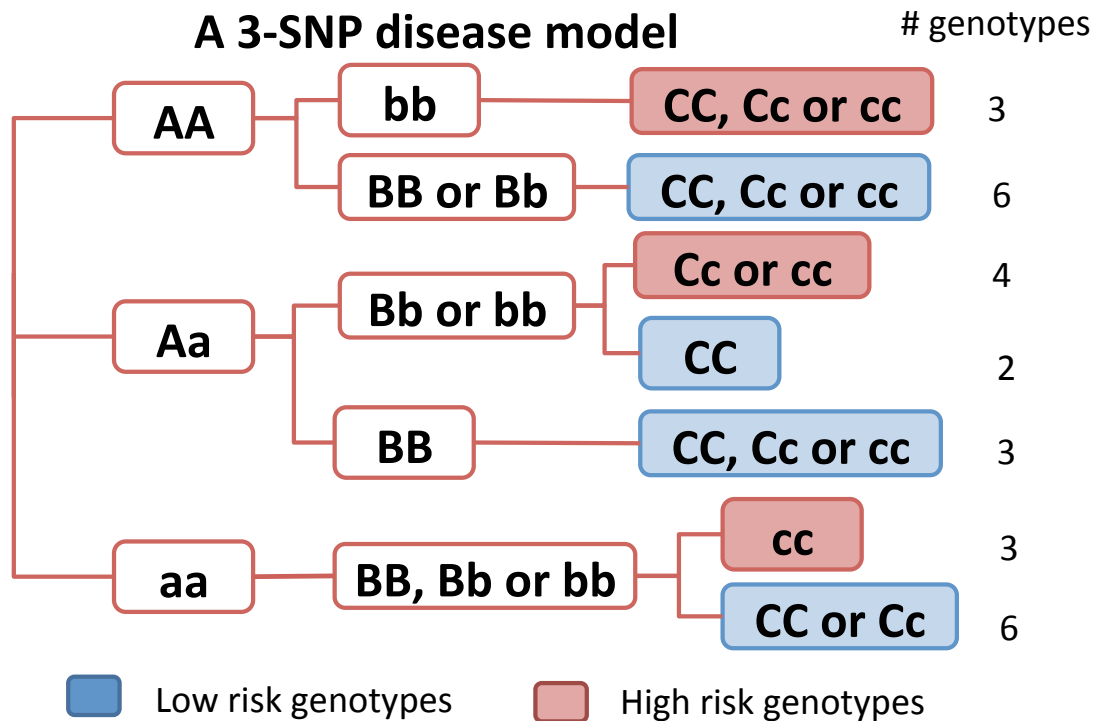 A 3-SNP disease model
# genotypes
AA
bb
CC, Cc or cc
3
BB or Bb
CC, Cc or cc
6
Aa
Bb or bb
Cc or cc
4
CC
2
BB
CC, Cc or cc
3
aa
BB, Bb or bb
cc
3
CC or Cc
6
Low risk genotypes
High risk genotypes